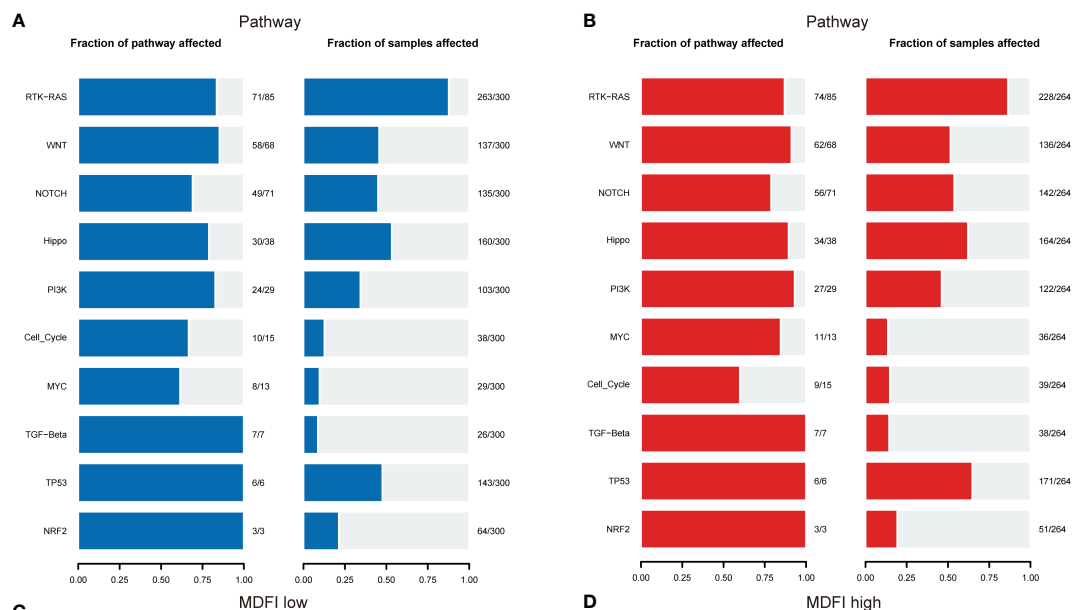 A
Pathway
Fraction of pathway affected
Fraction of samples affected
RTK−RAS
71/85
263/300
WNT
58/68
137/300
NOTCH
49/71
135/300
Hippo
30/38
160/300
PI3K
24/29
103/300
Cell_Cycle
10/15
38/300
MYC
8/13
29/300
TGF−Beta
7/7
26/300
TP53
6/6
143/300
NRF2
3/3
64/300
0.00 0.25 0.50 0.75 1.00
0.00 0.25 0.50 0.75 1.00
MDFI low
B
Pathway
Fraction of pathway affected
Fraction of samples affected
RTK−RAS
74/85
228/264
WNT
62/68
136/264
NOTCH
56/71
142/264
Hippo
34/38
164/264
PI3K
27/29
122/264
MYC
11/13
36/264
Cell_Cycle
9/15
39/264
TGF−Beta
7/7
38/264
TP53
6/6
171/264
NRF2
3/3
51/264
0.00 0.25 0.50 0.75 1.00
0.00 0.25 0.50 0.75 1.00
MDFI high
C
D